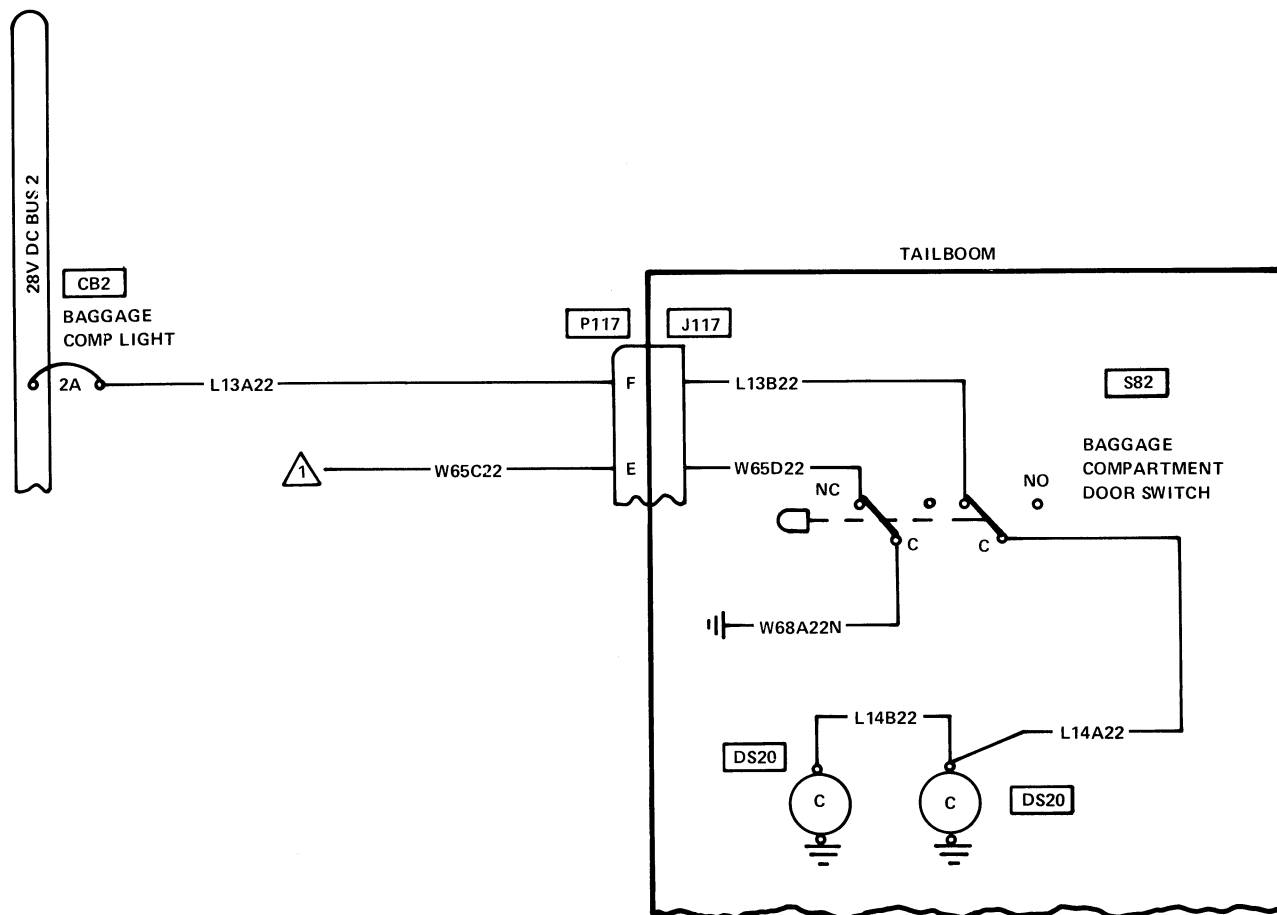 28V DC BUS 2
CB2
BAGGAGE
COMP LIGHT
2A
L13A22
TAILBOOM
P117
J117
F
L13B22
S82
1
W65C22
E
W65D22
BAGGAGE
COMPARTMENT
DOOR SWITCH
NC
NO
C
C
W68A22N
L14B22
L14A22
DS20
C
C
DS20